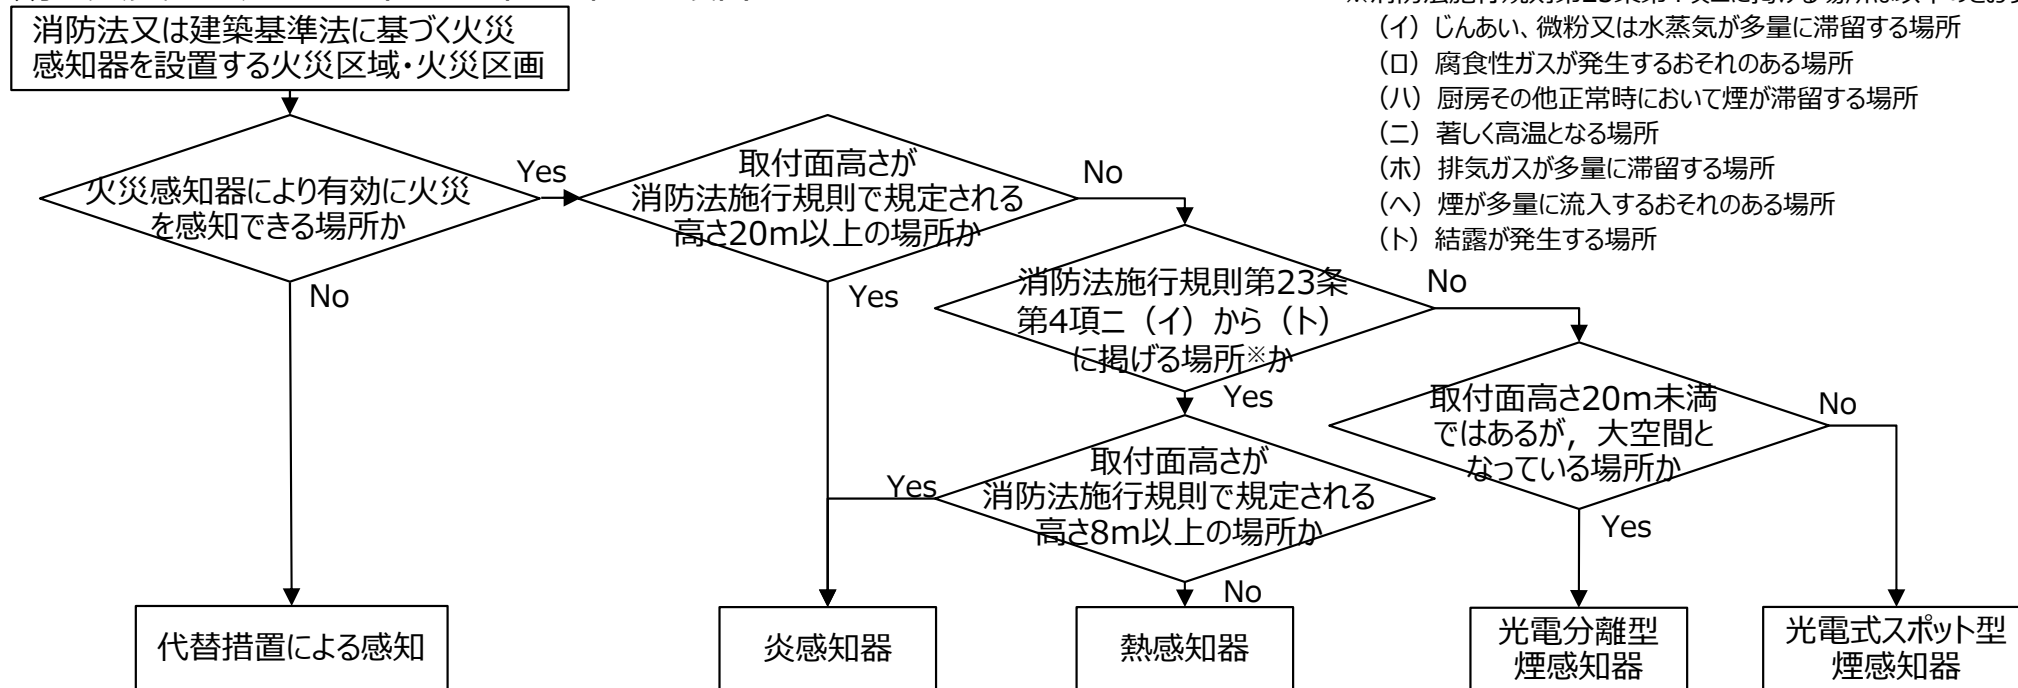 消防法又は建築基準法に基づく火災
感知器を設置する火災区域・火災区画
(イ) じんあい、微粉又は水蒸気が多量に滞留する場所
(ロ) 腐食性ガスが発生するおそれのある場所
(ハ) 厨房その他正常時において煙が滞留する場所
(ニ) 著しく高温となる場所
(ホ) 排気ガスが多量に滞留する場所
(ヘ) 煙が多量に流入するおそれのある場所
(ト) 結露が発生する場所
火災感知器により有効に火災
を感知できる場所か
Yes
No
取付面高さが
消防法施行規則で規定される
高さ20m以上の場所か
No
Yes
消防法施行規則第23条
第4項ニ（イ）から（ト）
に掲げる場所※か
No
Yes
取付面高さが
消防法施行規則で規定される
高さ8m以上の場所か
Yes
No
取付面高さ20m未満
ではあるが，大空間と
なっている場所か
No
Yes
代替措置による感知
炎感知器
熱感知器
光電分離型
煙感知器
光電式スポット型
煙感知器